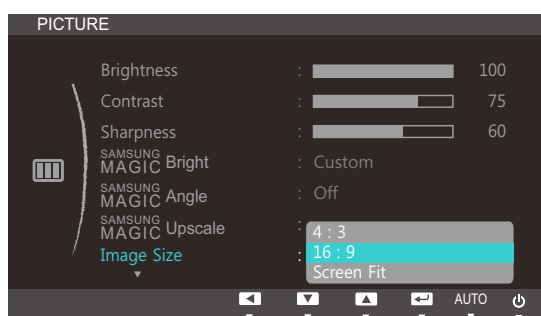 PICTURE
Brightness : 100
Contrast : 75
Sharpness : 60
SAMSUNG MAGIC Bright : Custom
SAMSUNG MAGIC Angle : Off
SAMSUNG MAGIC Upscale :
4 : 3
Image Size : 16 : 9
Screen Fit
AUTO